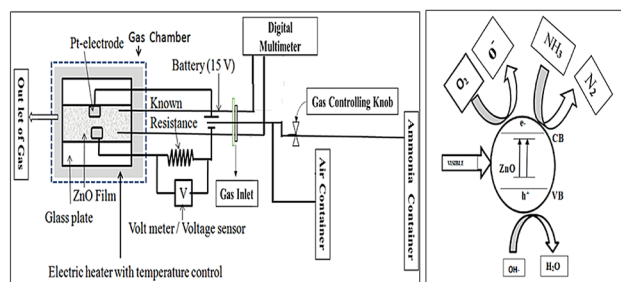 Gas Chamber
Pt-electrode
Digital
Multimeter
Battery (15 V)
Known
Resistance
Gas Controlling Knob
Out let of Gas
ZnO Film
Glass plate
V
Gas Inlet
Volt meter / Voltage sensor
Air Container
Ammonia Container
Electric heater with temperature control
O₂
O⁻
NH₃
N₂
e-
CB
VISIBLE
ZnO
h⁺
VB
OH-
H₂O